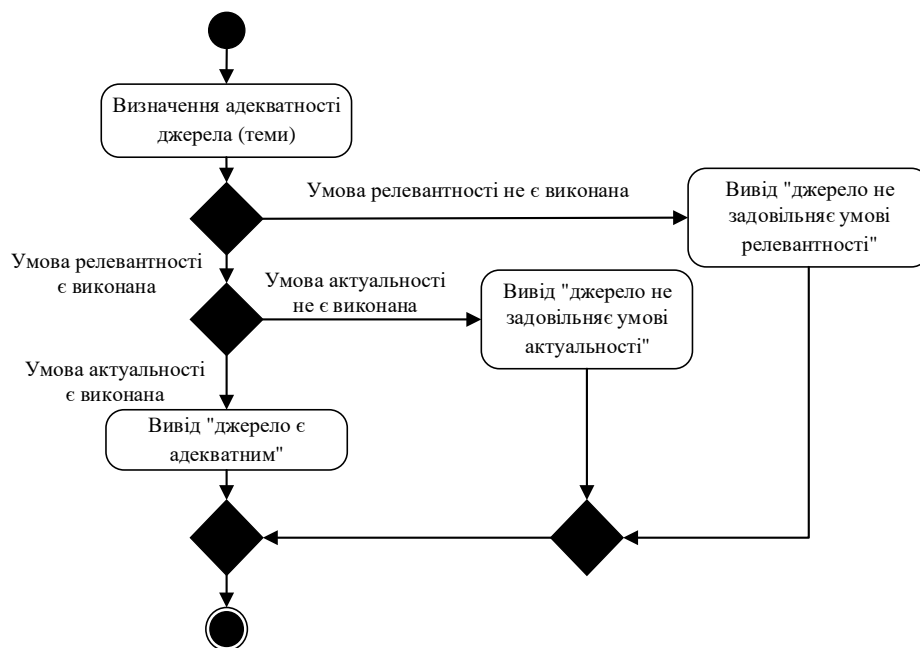 Визначення адекватності
джерела (теми)
Умова релевантності не є виконана
Вивід "джерело не
задовільняє умові
релевантності"
Умова релевантності
є виконана
Умова актуальності
не є виконана
Вивід "джерело не
задовільняє умові
актуальності"
Умова актуальності
є виконана
Вивід "джерело є
адекватним"